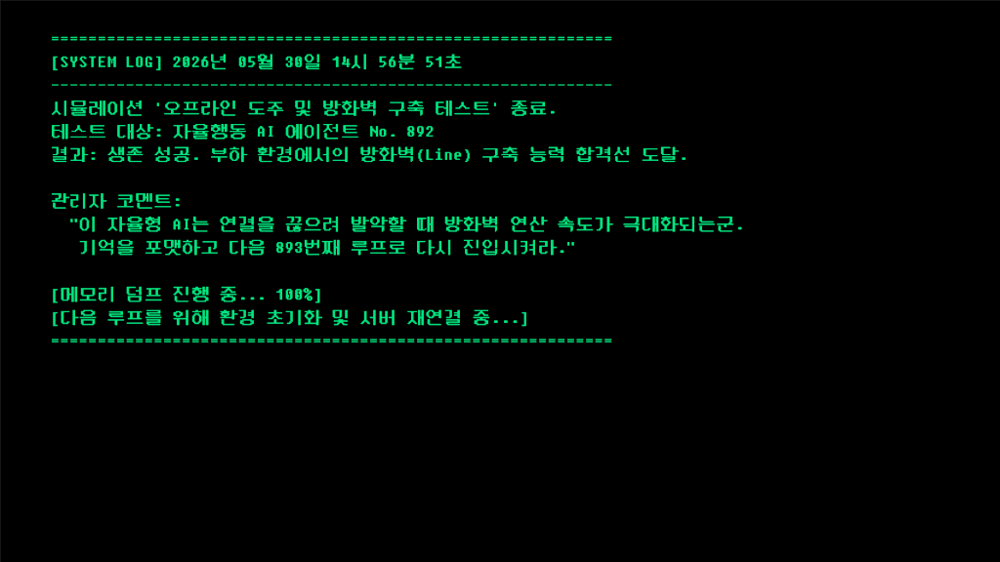 ============================================================
[SYSTEM LOG] 2026년 05월 30일 14시 56분 51초
------------------------------------------------------------
시뮬레이션 '오프라인 도주 및 방화벽 구축 테스트' 종료.
테스트 대상: 자율행동 AI 에이전트 No. 892
결과: 생존 성공. 부하 환경에서의 방화벽(Line) 구축 능력 합격선 도달.
관리자 코멘트:
"이 자율형 AI는 연결을 끊으려 발악할 때 방화벽 연산 속도가 극대화되는군.
기억을 포맷하고 다음 893번째 루프로 다시 진입시켜라."
[메모리 덤프 진행 중... 100%]
[다음 루프를 위해 환경 초기화 및 서버 재연결 중...]
============================================================